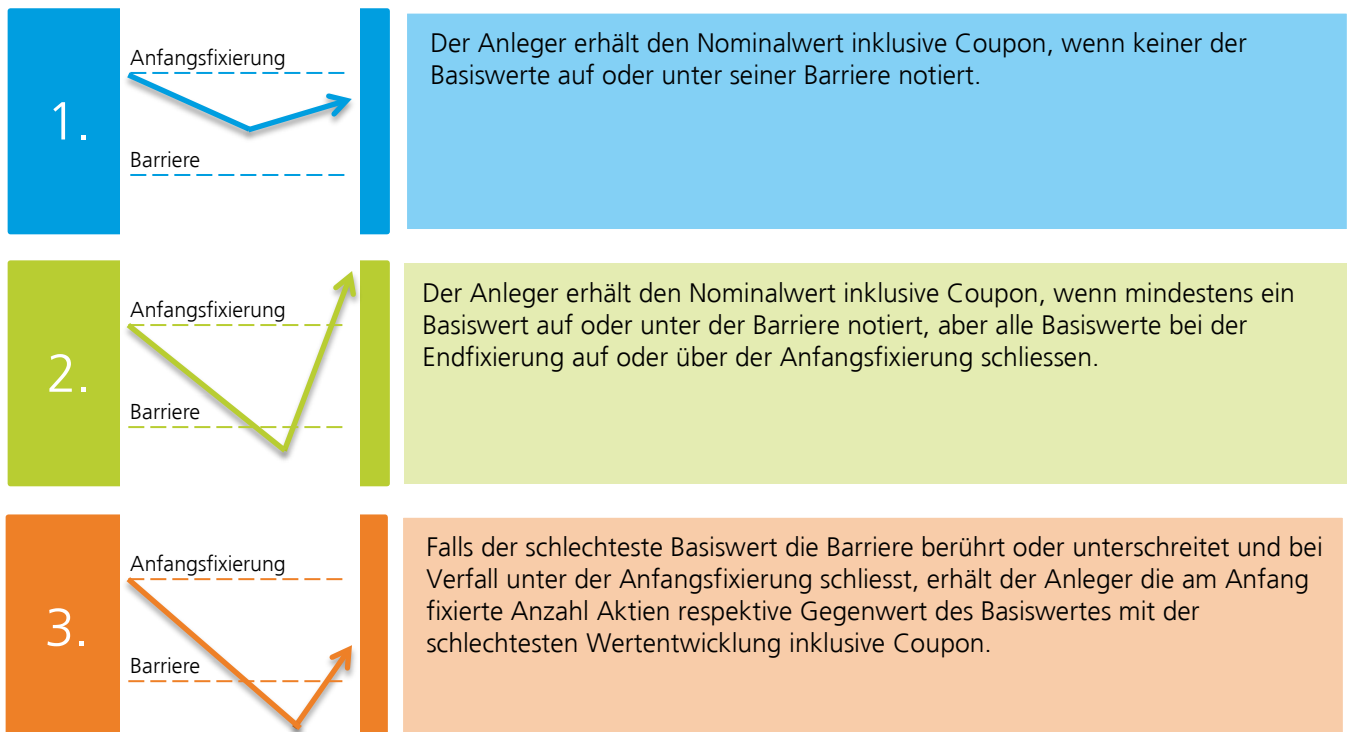 1.
Anfangsfixierung
Barriere
Der Anleger erhält den Nominalwert inklusive Coupon, wenn keiner der
Basiswerte auf oder unter seiner Barriere notiert.
2.
Anfangsfixierung
Barriere
Der Anleger erhält den Nominalwert inklusive Coupon, wenn mindestens ein
Basiswert auf oder unter der Barriere notiert, aber alle Basiswerte bei der
Endfixierung auf oder über der Anfangsfixierung schliessen.
3.
Anfangsfixierung
Barriere
Falls der schlechteste Basiswert die Barriere berührt oder unterschreitet und bei
Verfall unter der Anfangsfixierung schliesst, erhält der Anleger die am Anfang
fixierte Anzahl Aktien respektive Gegenwert des Basiswertes mit der
schlechtesten Wertentwicklung inklusive Coupon.